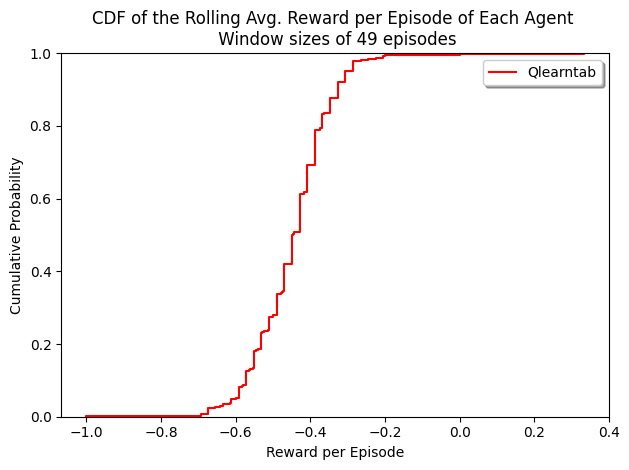 CDF of the Rolling Avg. Reward per Episode of Each Agent
Window sizes of 49 episodes
1.0
Qlearntab
0.8
0.6
0.4
0.2
0.0
Cumulative Probability
−1.0 −0.8 −0.6 −0.4 −0.2 0.0 0.2 0.4
Reward per Episode